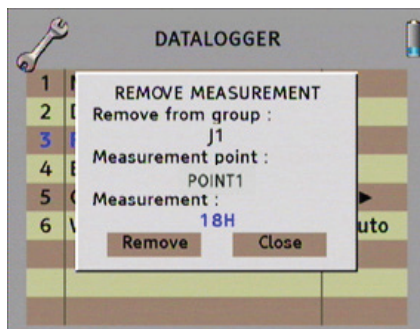 DATALOGGER
REMOVE MEASUREMENT
Remove from group :
J1
Measurement point :
POINT1
Measurement :
18H
Remove Close
1
2
3
4
5
6 uto